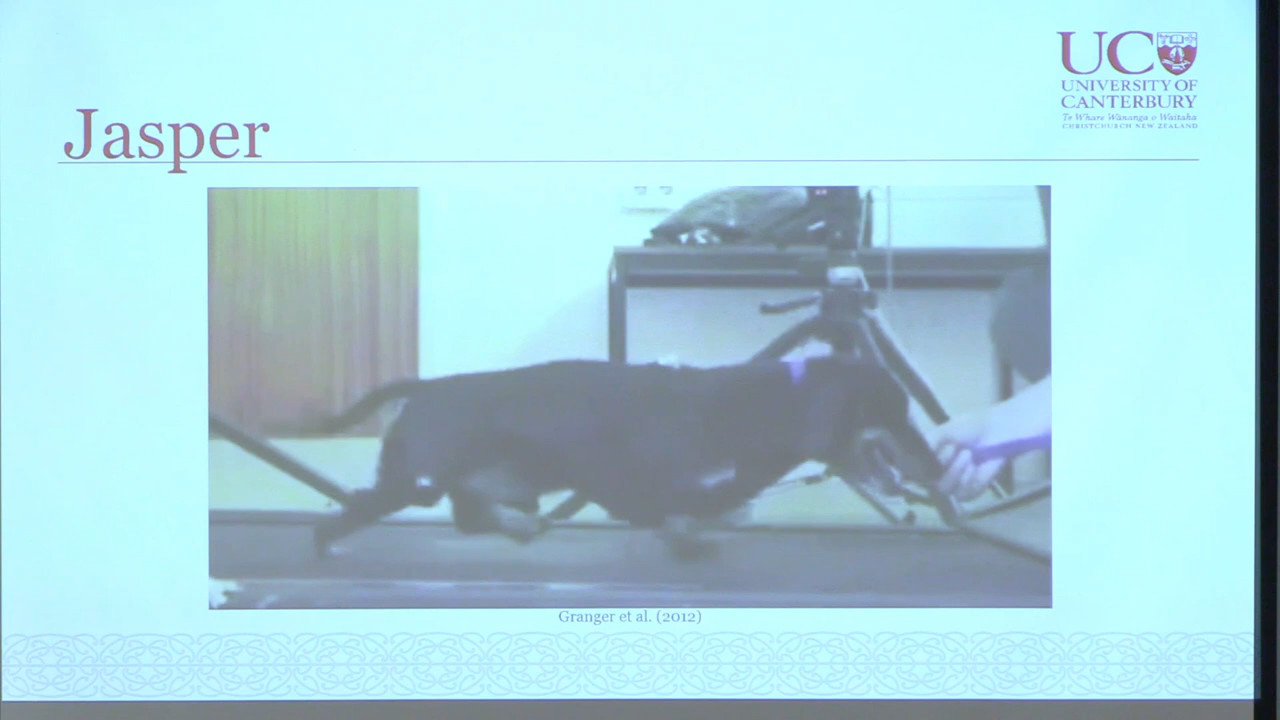 UC
UNIVERSITY OF
CANTERBURY
Te Whare Wānanga o Waitaha
CHRISTCHURCH NEW ZEALAND
Jasper
Granger et al. (2012)